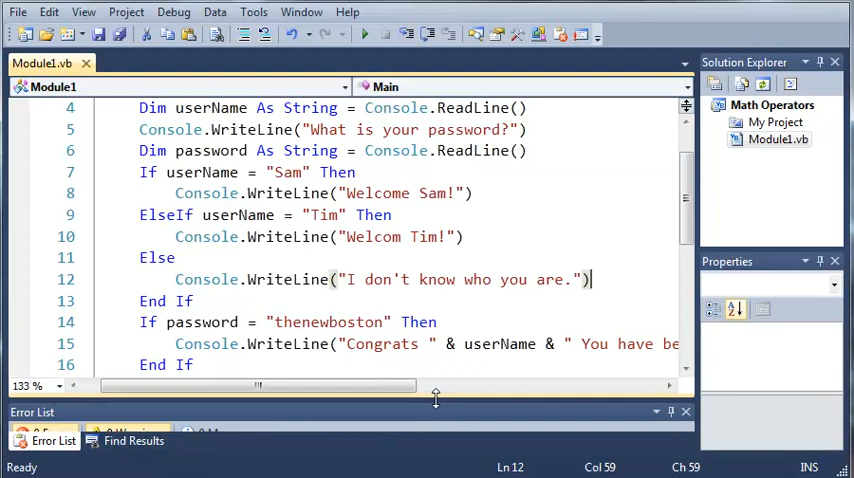 File Edit View Project Debug Data Tools Window Help
Module1.vb
Module1 Main
4 Dim userName As String = Console.ReadLine()
5 Console.WriteLine("What is your password?")
6 Dim password As String = Console.ReadLine()
7 If userName = "Sam" Then
8 Console.WriteLine("Welcome Sam!")
9 ElseIf userName = "Tim" Then
10 Console.WriteLine("Welcom Tim!")
11 Else
12 Console.WriteLine("I don't know who you are.")
13 End If
14 If password = "thenewboston" Then
15 Console.WriteLine("Congrats " & userName & " You have be
16 End If
133 %
Error List
Error List Find Results
Ready Ln 12 Col 59 Ch 59 INS
Solution Explorer
Math Operators
My Project
Module1.vb
Properties